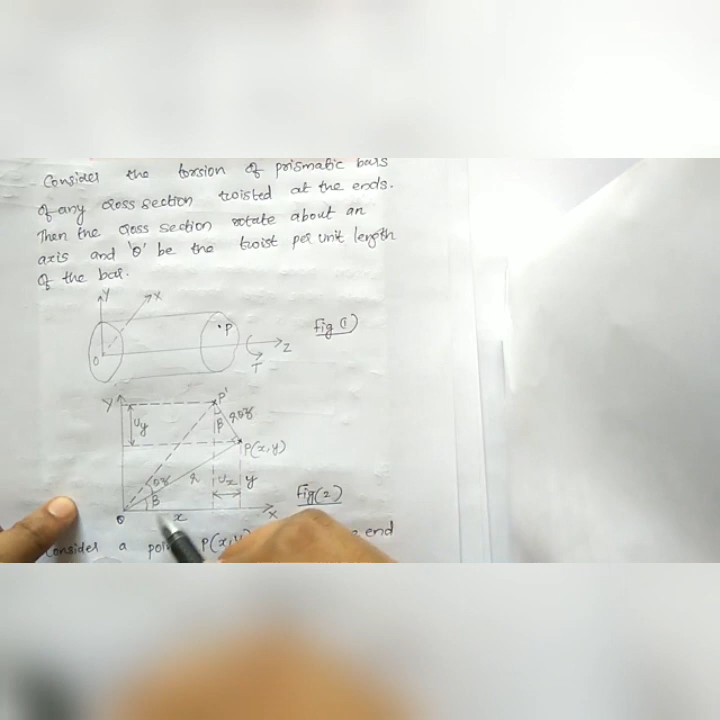 Consider the torsion of prismatic bars
of any cross section twisted at the ends.
Then the cross section rotate about an
axis and 'θ' be the twist per unit length
of the bar.
Y
X
P
Fig ①
O
Z
T
Y
P'
rθz
Uy
β
P(x,y)
θz
r
Ux
y
β
Fig(2)
O
x
X
Consider a P(x, end